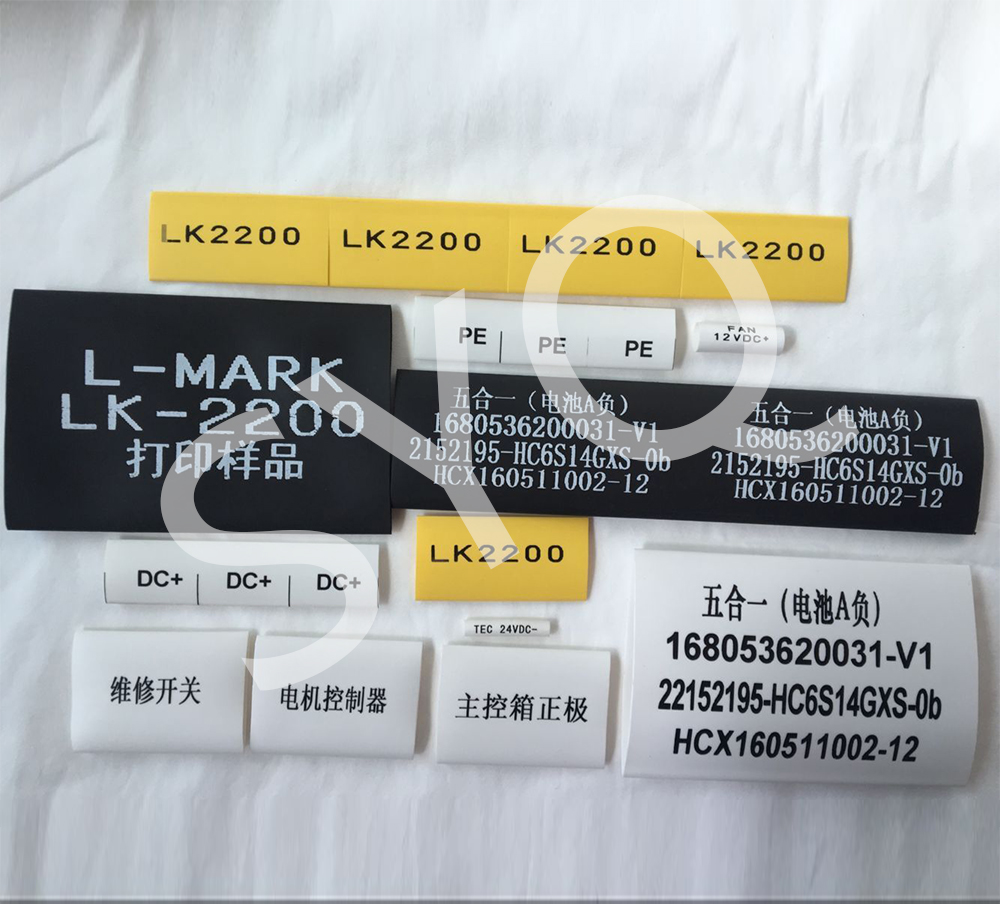 LK2200 LK2200 LK2200 LK2200
PE PE PE
FAN
12VDC+
L-MARK
LK-2200
打印样品
五合一（电池A负）
1680536200031-V1
2152195-HC6S14GXS-0b
HCX160511002-12
五合一（电池A负）
1680536200031-V1
2152195-HC6S14GXS-0b
HCX160511002-12
LK2200
DC+ DC+ DC+
TEC 24VDC-
维修开关
电机控制器
主控箱正极
五合一（电池A负）
168053620031-V1
22152195-HC6S14GXS-0b
HCX160511002-12
SYQ